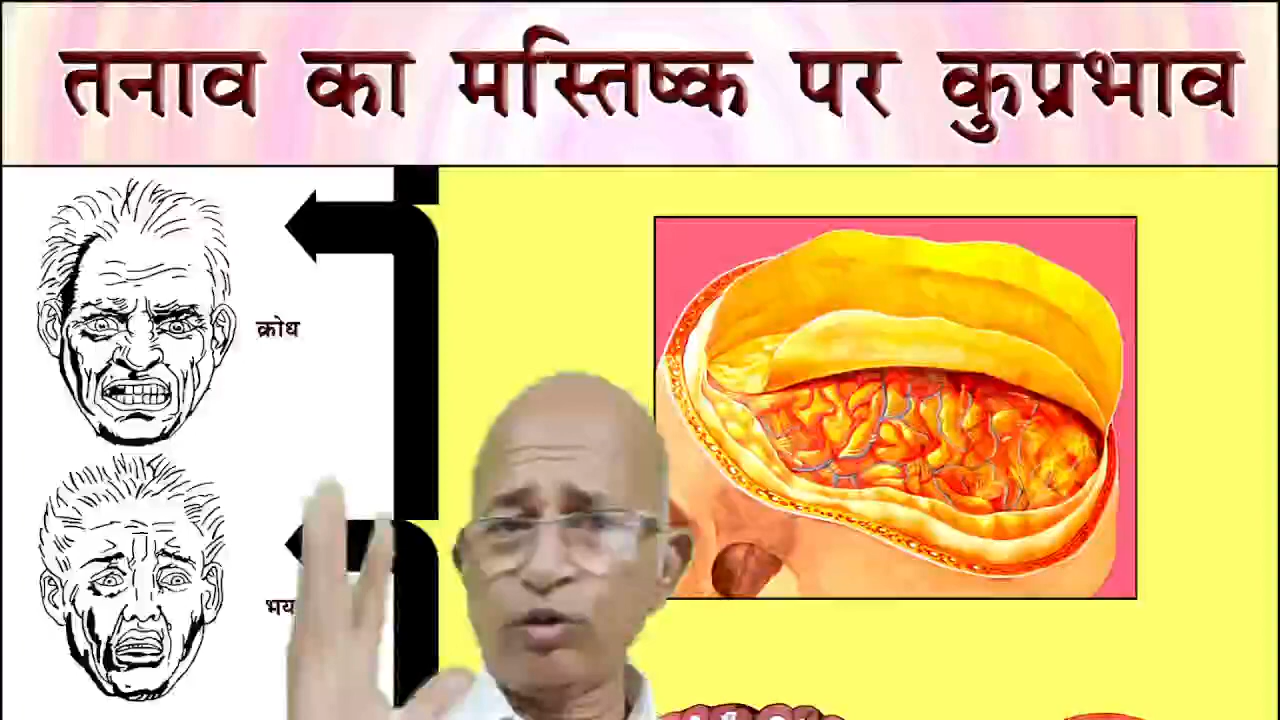 तनाव का मस्तिष्क पर कुप्रभाव
क्रोध
भय